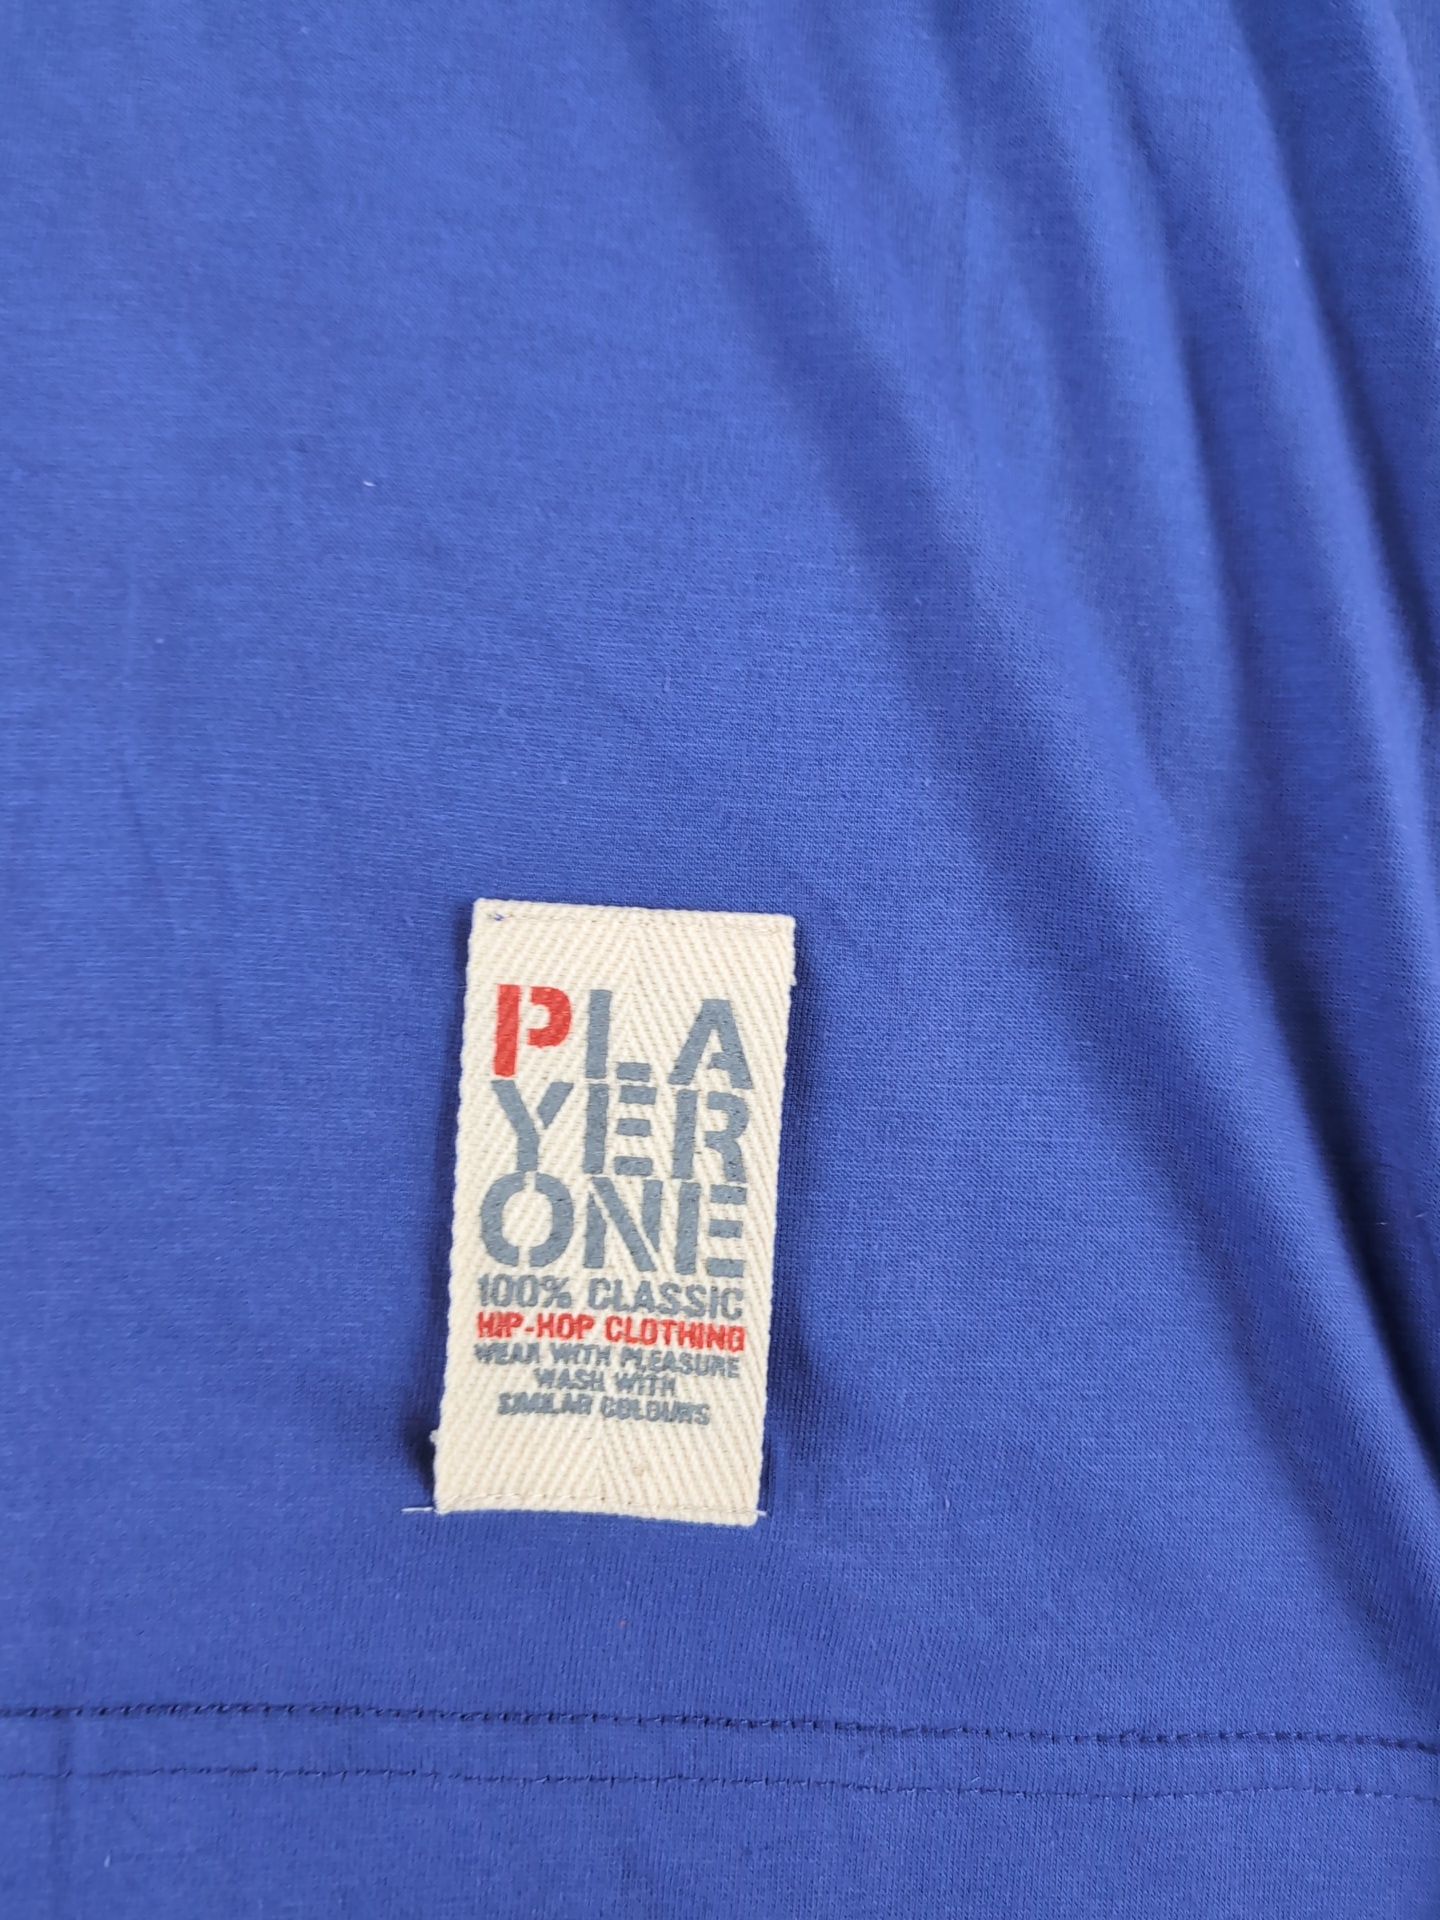 PLA
YER
ONE
100% CLASSIC
HIP-HOP CLOTHING
WEAR WITH PLEASURE
WASH WITH
SIMILAR COLOURS